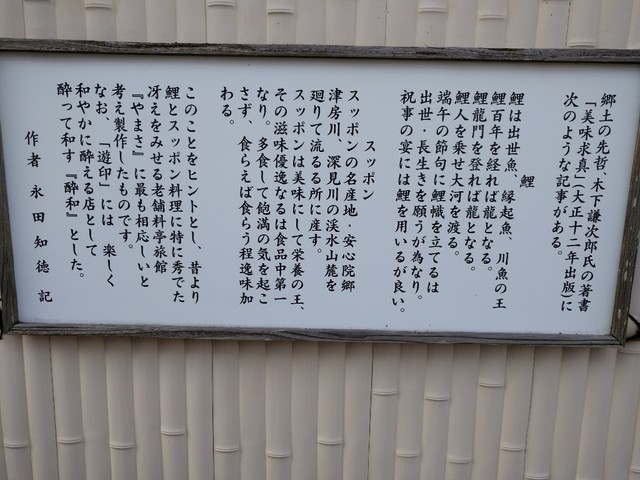 郷土の先哲、木下謙次郎氏の著書
「美味求真」(大正十二年出版)に
次のような記事がある。
鯉
鯉は出世魚、縁起魚、川魚の王
鯉百年を経れば龍となる。
鯉龍門を登れば龍となる。
鯉人を乗せ大河を渡る。
端午の節句に鯉幟を立てるは
出世・長生きを願うが為なり。
祝事の宴には鯉を用いるが良い。
スッポン
スッポンの名産地・安心院郷
津房川、深見川の渓水山麓を
廻りて流るる所に産す。
スッポンは美味にして栄養の王、
その滋味優逸なるは食品中第一
なり。多食して飽満の気を起こ
さず、食らえば食らう程逸味加
わる。
このことをヒントとし、昔より
鯉とスッポン料理に特に秀でた
冴えをみせる老舗料亭旅館
『やまさ』に最も相応しいと
考え製作したものです。
なお、「遊印」には 楽しく
和やかに酔える店として
酔って和す『酔和』とした。
作者 永田知徳 記